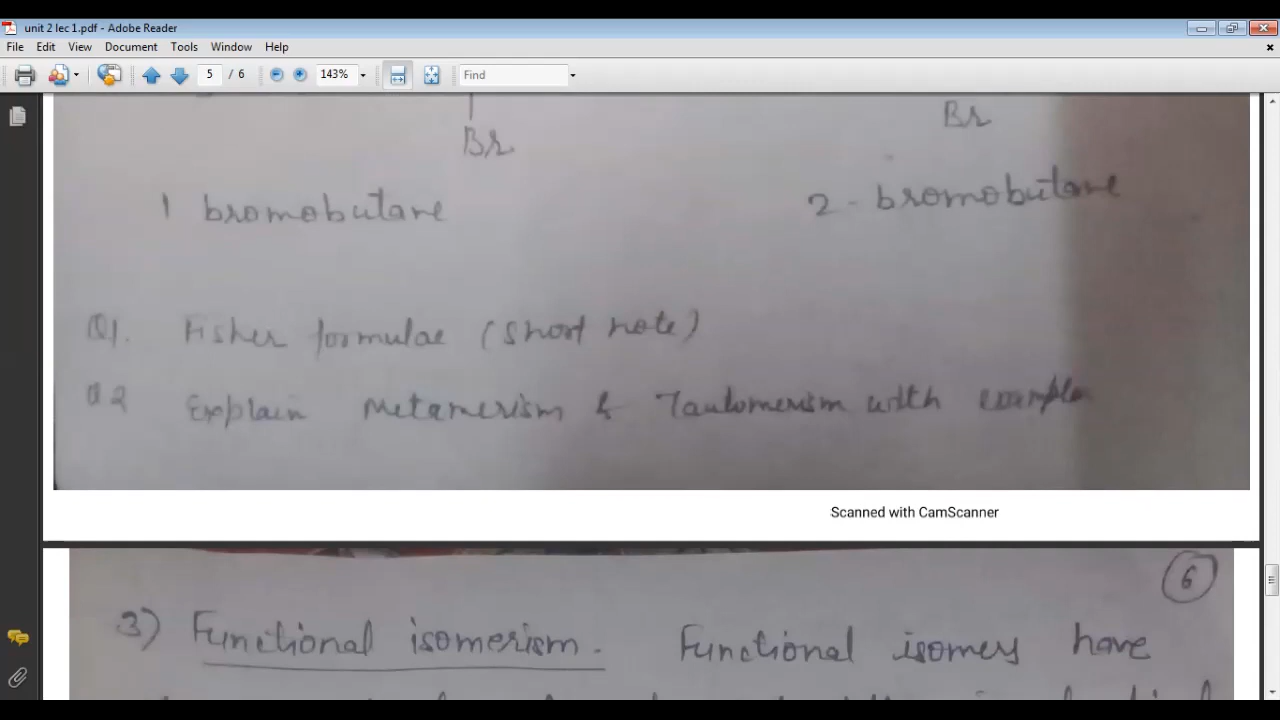 unit 2 lec 1.pdf - Adobe Reader
File Edit View Document Tools Window Help
5 / 6 143% Find
Br
Br
1 bromobutane
2 - bromobutane
Q1. Fisher formulae (short note)
Q2 Explain Metamerism & Tautomerism with
Scanned with CamScanner
6
3) Functional isomerism. Functional isomers have